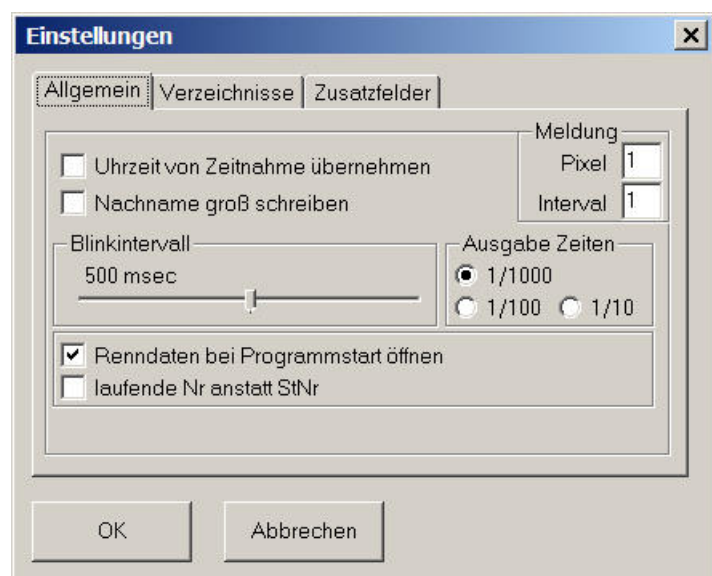 Einstellungen
Allgemein Verzeichnisse Zusatzfelder
Meldung
Uhrzeit von Zeitnahme übernehmen
Pixel 1
Nachname groß schreiben
Interval 1
Blinkintervall
500 msec
Ausgabe Zeiten
1/1000
1/100 1/10
Renndaten bei Programmstart öffnen
laufende Nr anstatt StNr
OK Abbrechen